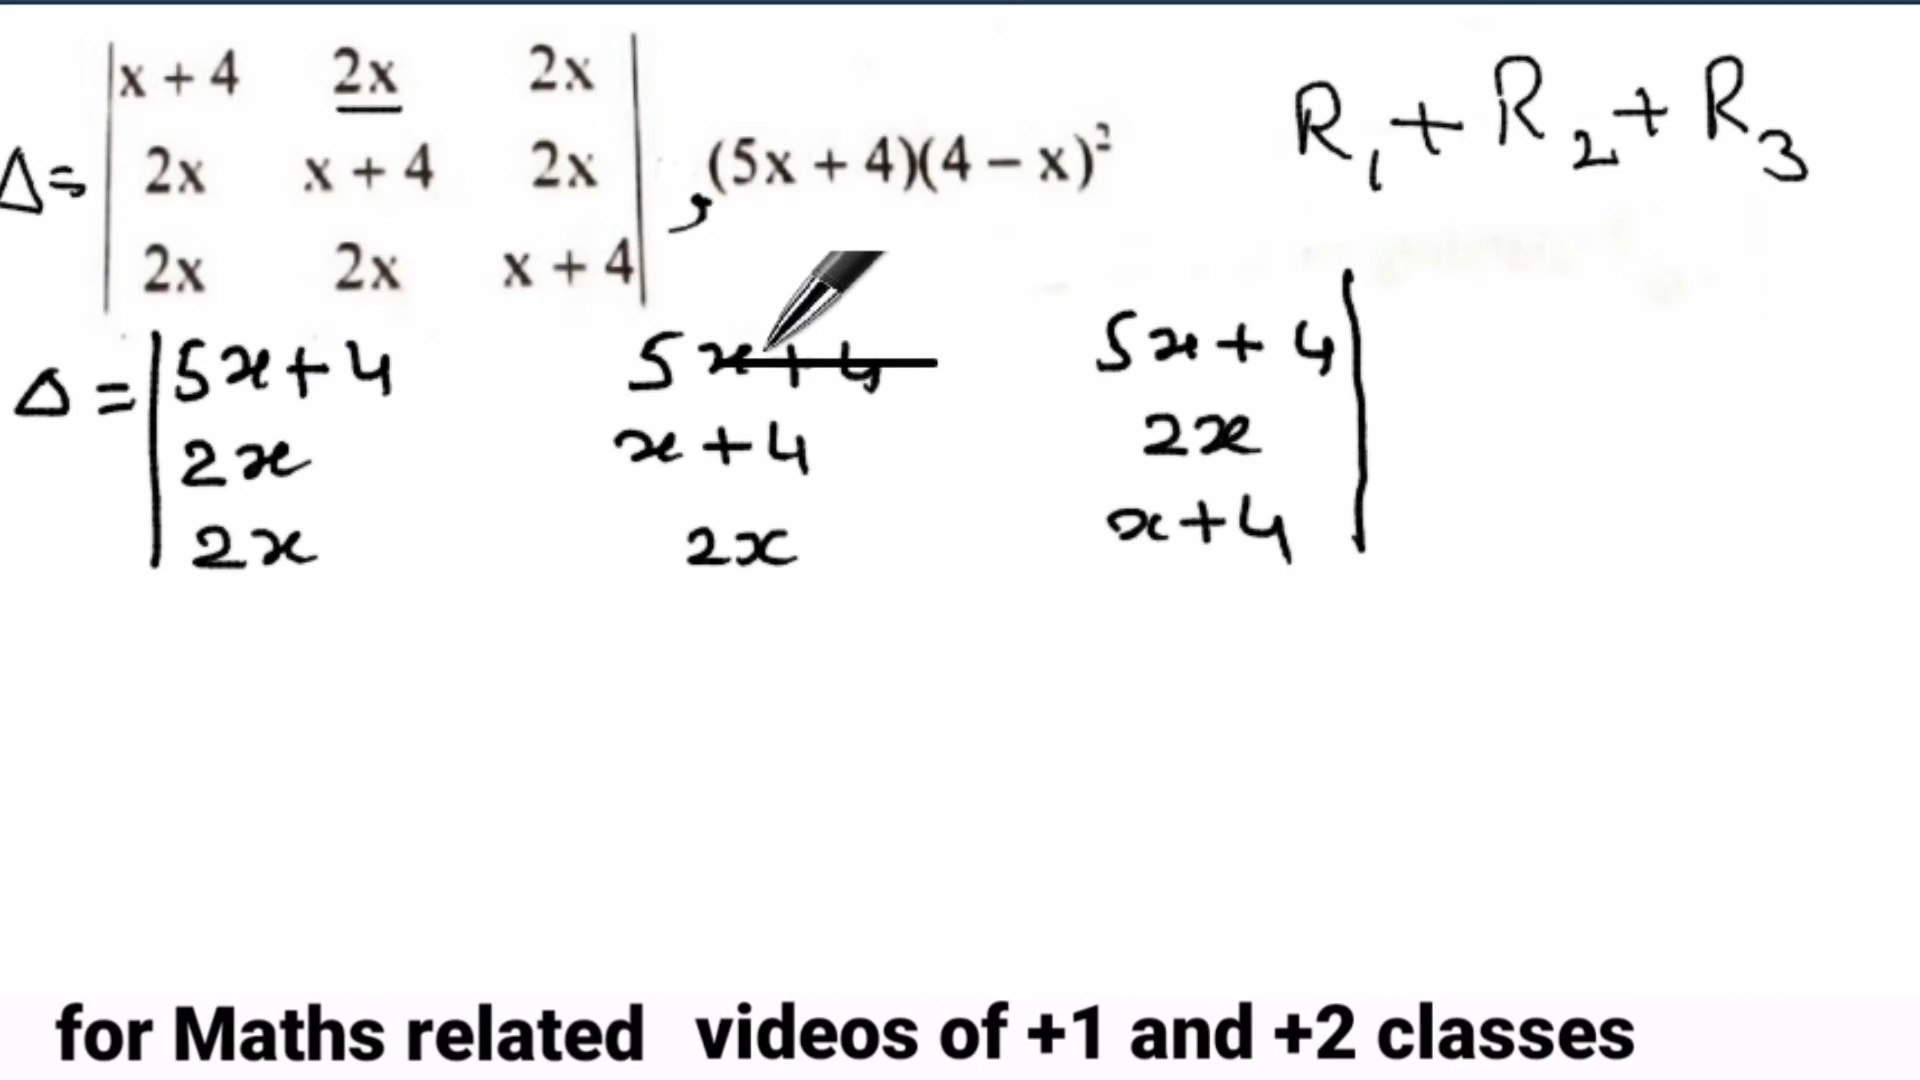 Δ= |x + 4 2x 2x|
|2x x + 4 2x| , (5x + 4)(4 − x)² R₁ + R₂ + R₃
|2x 2x x + 4|
Δ = |5x+4 5x+4 5x+4|
|2x x+4 2x|
|2x 2x x+4|
for Maths related videos of +1 and +2 classes